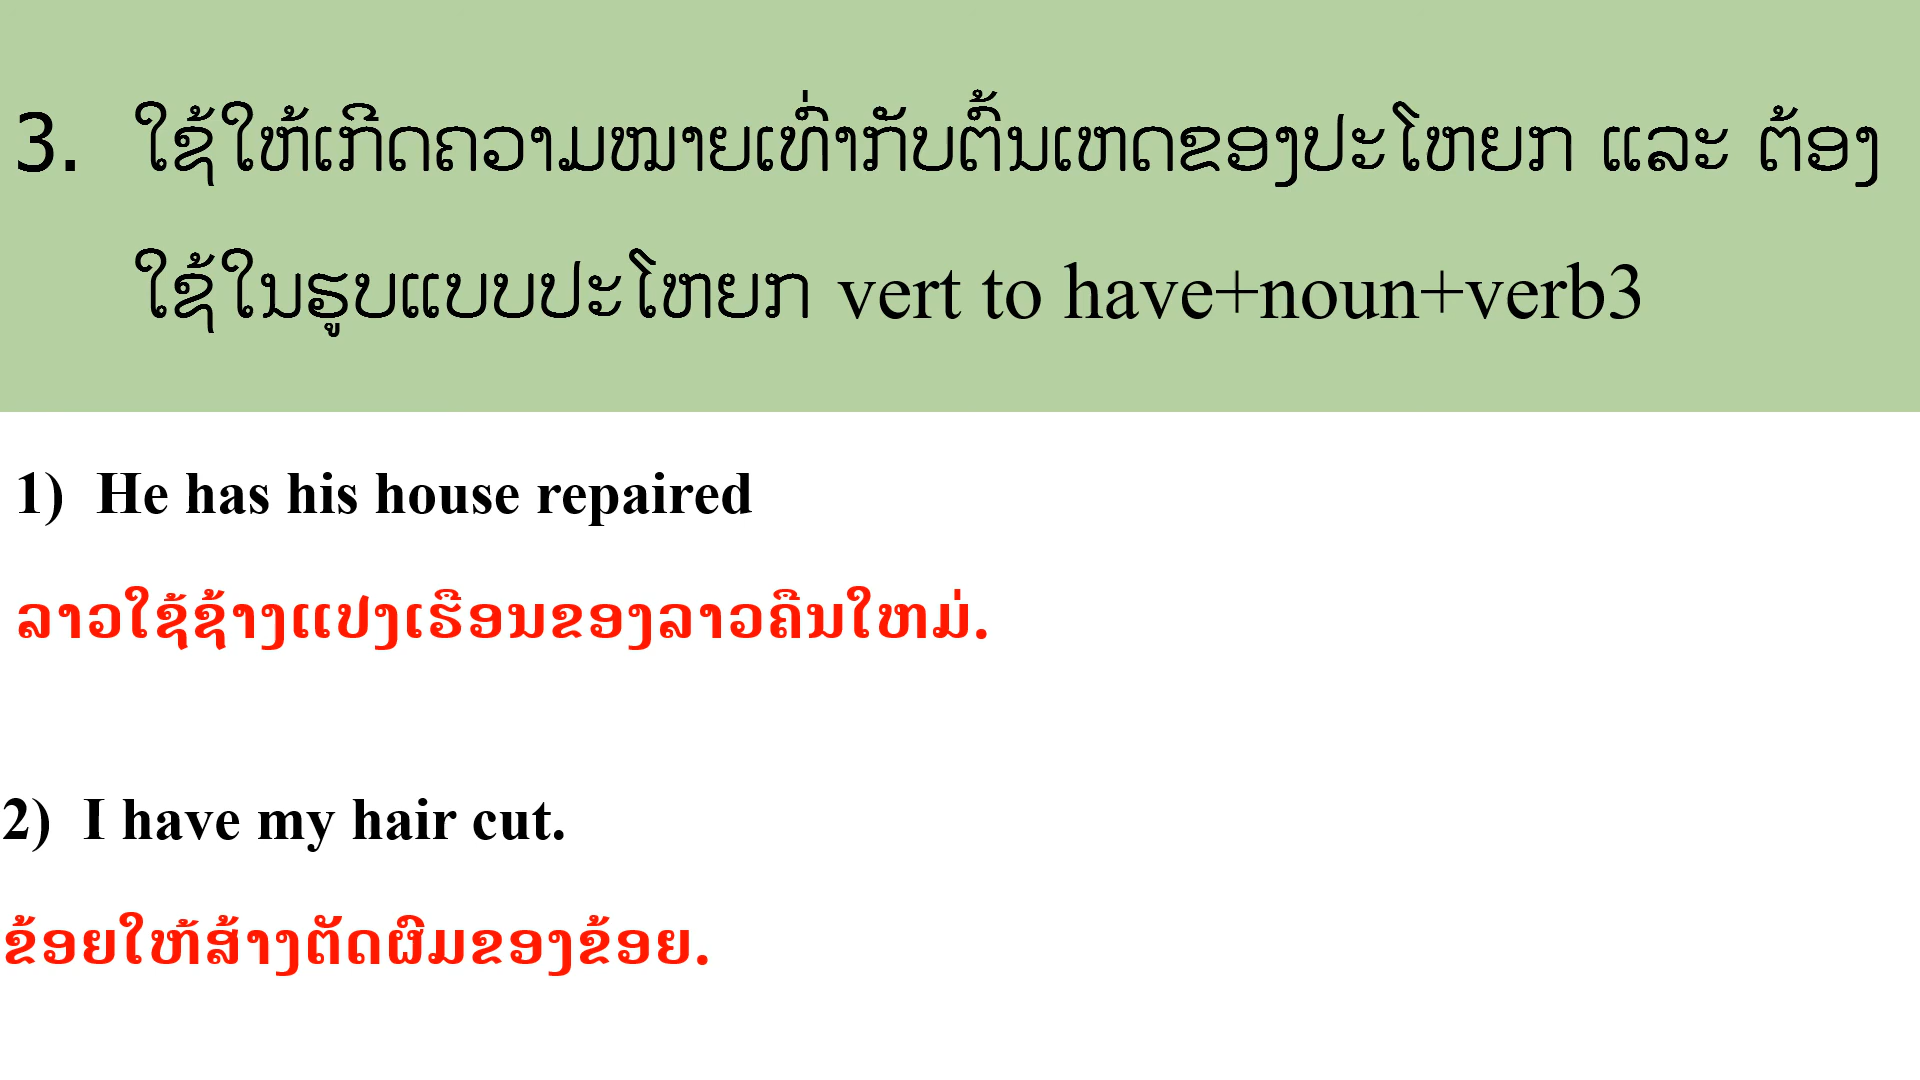 3. ໃຊ້ໃຫ້ເກີດຄວາມໝາຍເທົ່າກັບຕົ້ນເຫດຂອງປະໂຫຍກ ແລະ ຕ້ອງ
ໃຊ້ໃນຮູບແບບປະໂຫຍກ vert to have+noun+verb3
1) He has his house repaired
ລາວໃຊ້ຊ້າງແປງເຮືອນຂອງລາວຄືນໃຫມ່.
2) I have my hair cut.
ຂ້ອຍໃຫ້ສ້າງຕັດຜົມຂອງຂ້ອຍ.